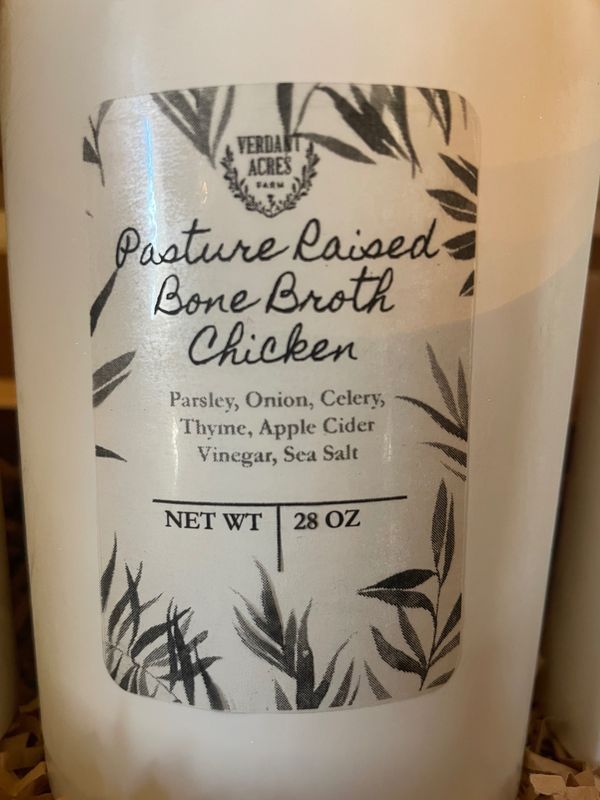 VERDANT
ACRES
FARM
Pasture Raised
Bone Broth
Chicken
Parsley, Onion, Celery,
Thyme, Apple Cider
Vinegar, Sea Salt
NET WT 28 OZ